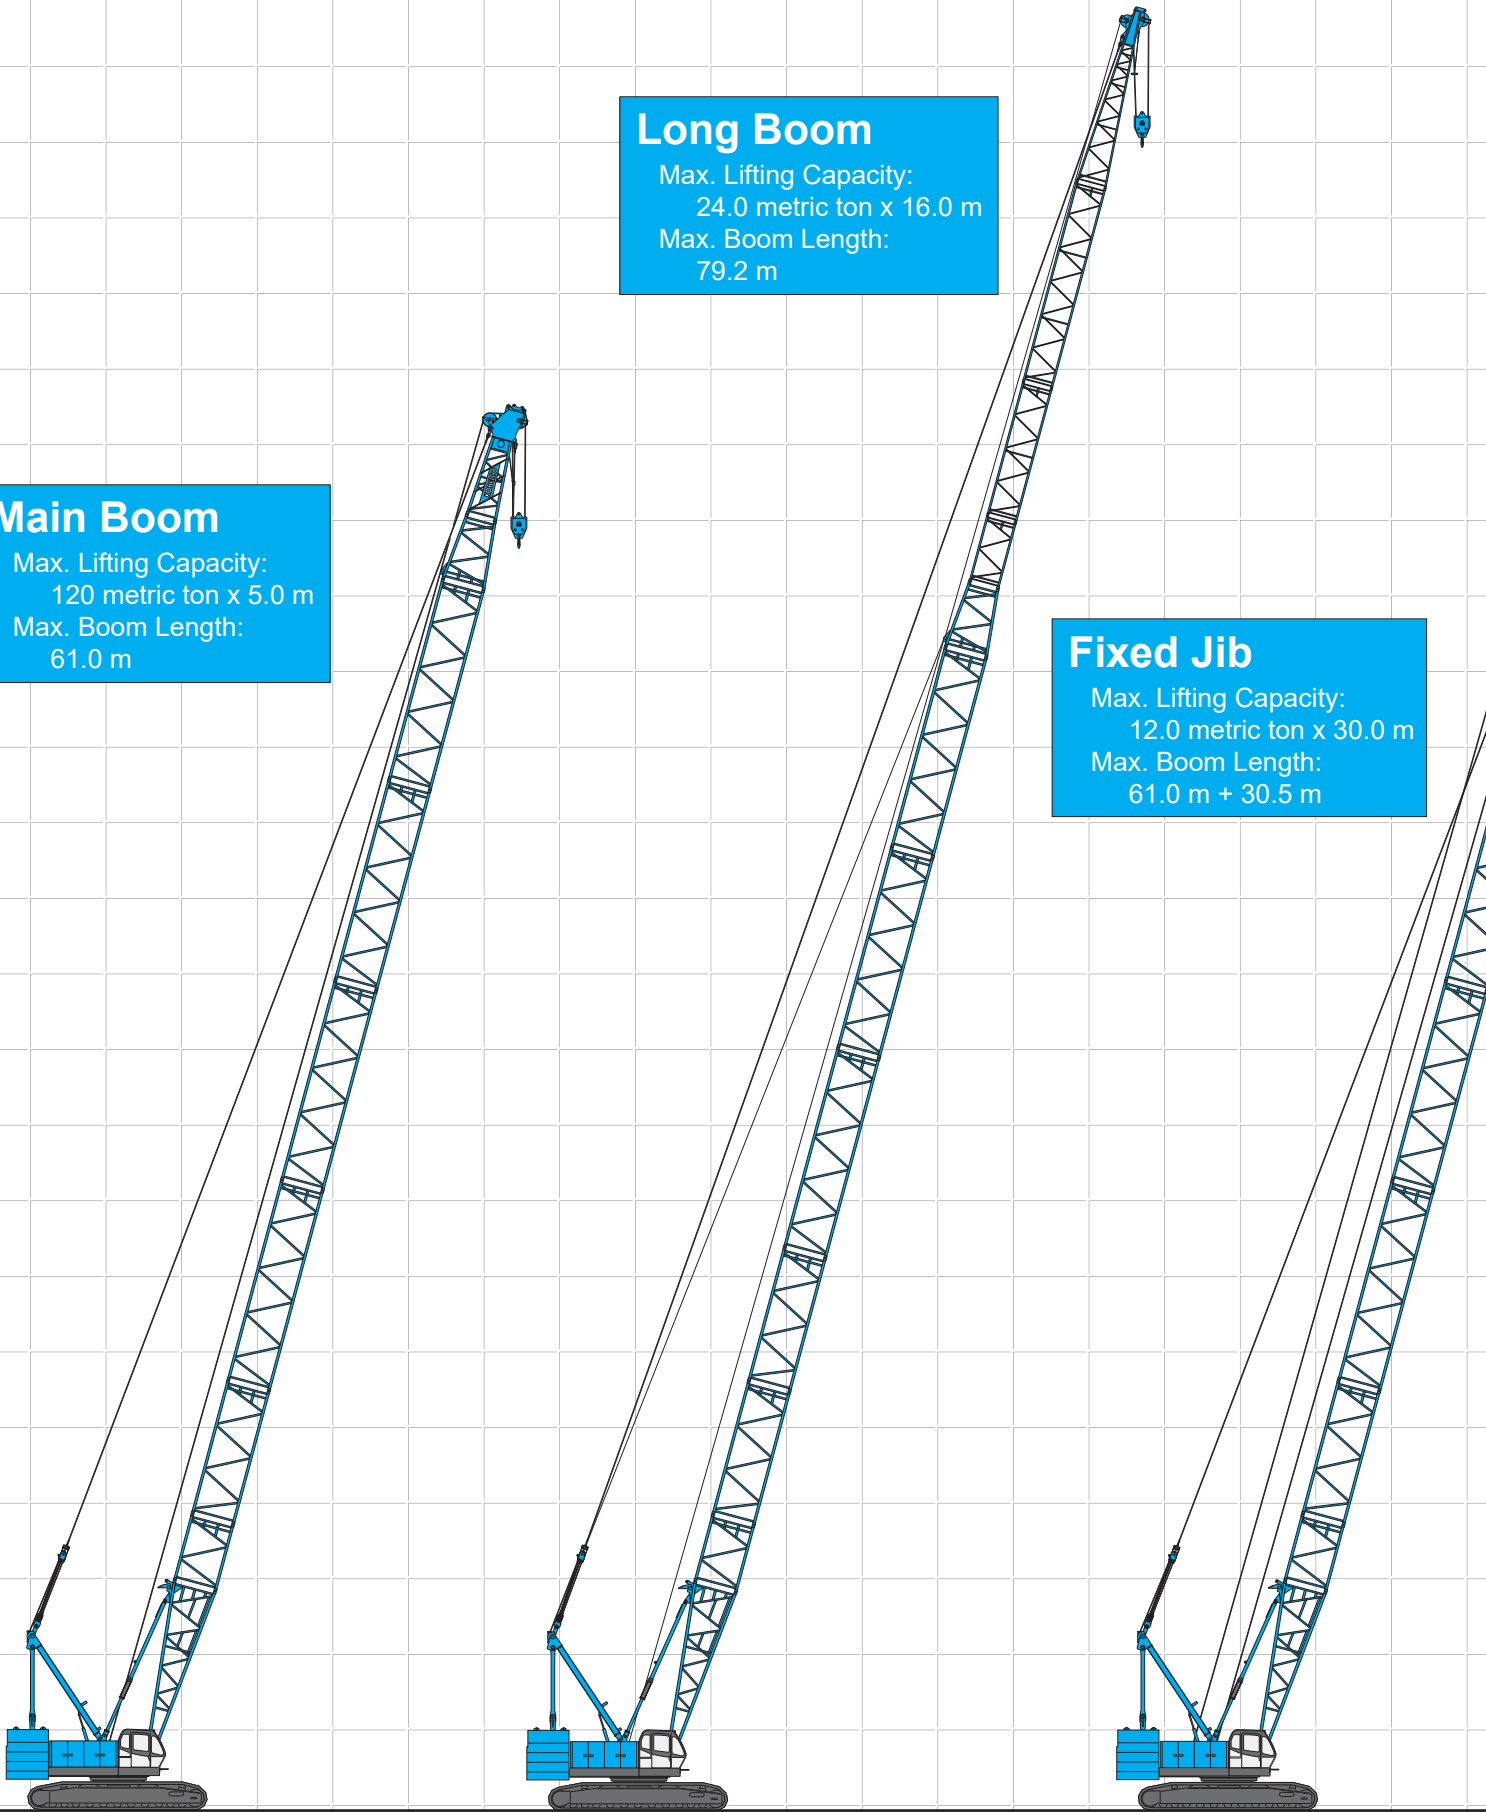 Long Boom
Max. Lifting Capacity:
24.0 metric ton x 16.0 m
Max. Boom Length:
79.2 m
Main Boom
Max. Lifting Capacity:
120 metric ton x 5.0 m
Max. Boom Length:
61.0 m
Fixed Jib
Max. Lifting Capacity:
12.0 metric ton x 30.0 m
Max. Boom Length:
61.0 m + 30.5 m